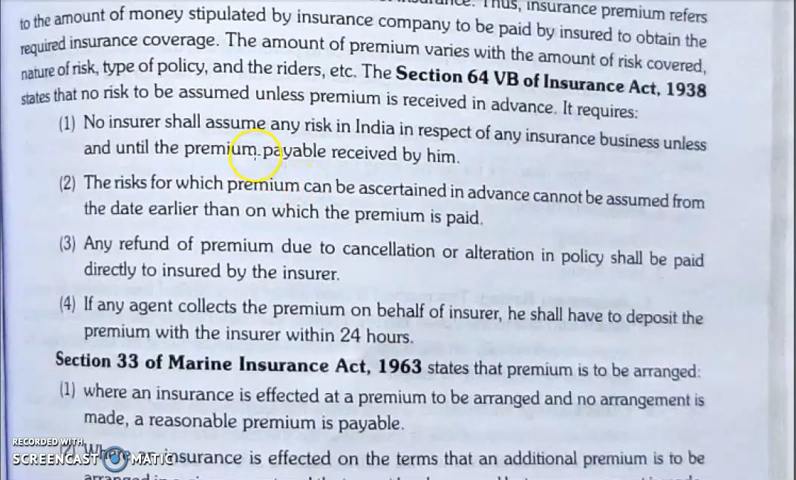 Thus, insurance premium refers
to the amount of money stipulated by insurance company to be paid by insured to obtain the
required insurance coverage. The amount of premium varies with the amount of risk covered,
nature of risk, type of policy, and the riders, etc. The Section 64 VB of Insurance Act, 1938
states that no risk to be assumed unless premium is received in advance. It requires:
(1) No insurer shall assume any risk in India in respect of any insurance business unless
and until the premium payable received by him.
(2) The risks for which premium can be ascertained in advance cannot be assumed from
the date earlier than on which the premium is paid.
(3) Any refund of premium due to cancellation or alteration in policy shall be paid
directly to insured by the insurer.
(4) If any agent collects the premium on behalf of insurer, he shall have to deposit the
premium with the insurer within 24 hours.
Section 33 of Marine Insurance Act, 1963 states that premium is to be arranged:
(1) where an insurance is effected at a premium to be arranged and no arrangement is
made, a reasonable premium is payable.
RECORDED WITH
SCREENCAST MATIC
insurance is effected on the terms that an additional premium is to be